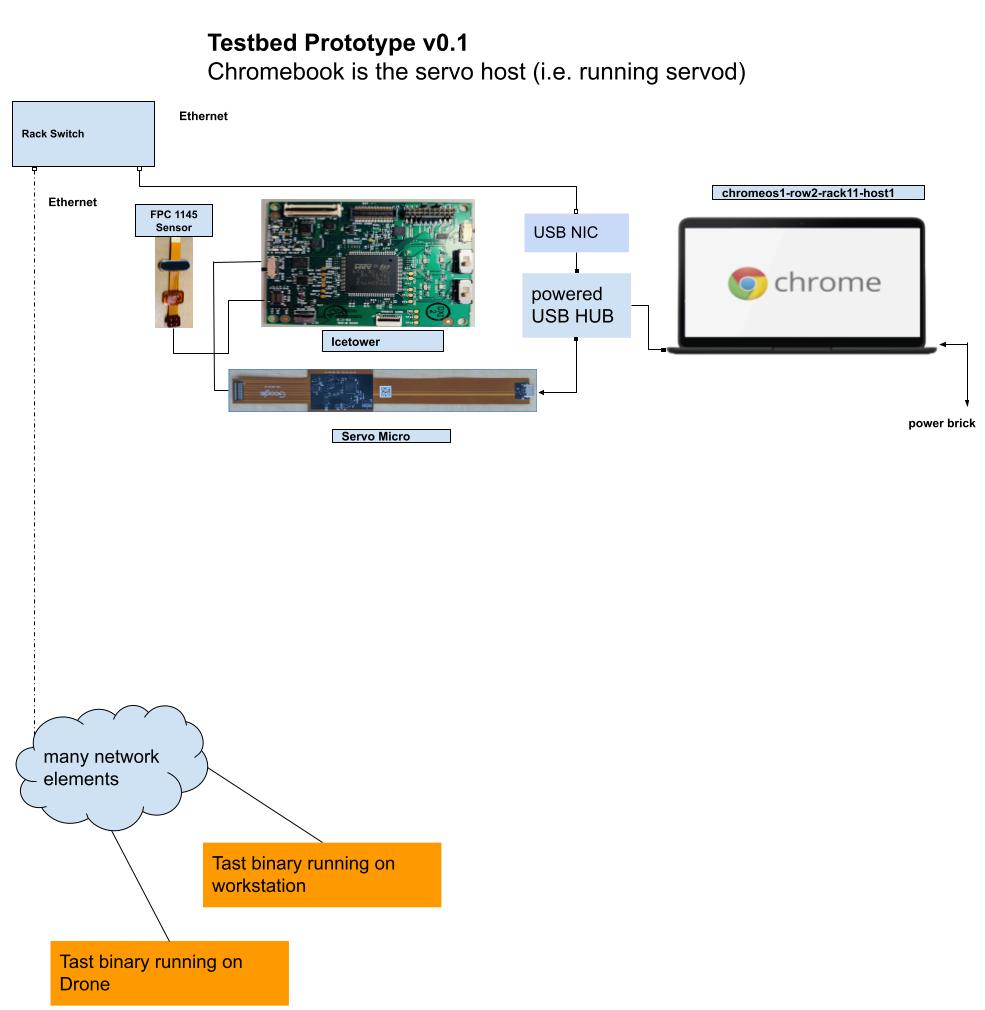 Testbed Prototype v0.1
Chromebook is the servo host (i.e. running servod)
Ethernet
Rack Switch
Ethernet
chromeos1-row2-rack11-host1
FPC 1145
Sensor
USB NIC
chrome
powered
USB HUB
Icetower
Google
power brick
Servo Micro
many network
elements
Tast binary running on
workstation
Tast binary running on
Drone